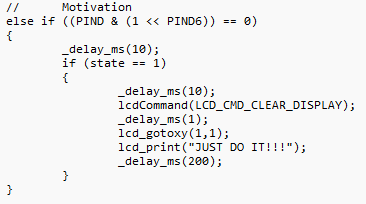 //      Motivation
else if ((PIND & (1 << PIND6)) == 0)
{
        _delay_ms(10);
        if (state == 1)
        {
                _delay_ms(10);
                lcdCommand(LCD_CMD_CLEAR_DISPLAY);
                _delay_ms(1);
                lcd_gotoxy(1,1);
                lcd_print("JUST DO IT!!!");
                _delay_ms(200);
        }
}